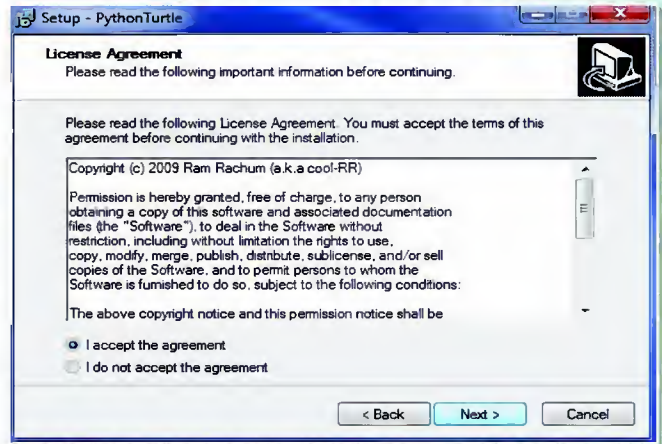 Setup - PythonTurtle
License Agreement
Please read the following important information before continuing.
Please read the following License Agreement. You must accept the terms of this
agreement before continuing with the installation.
Copyright (c) 2009 Ram Rachum (a.k.a cool-RR)
Permission is hereby granted, free of charge, to any person
obtaining a copy of this software and associated documentation
files (the "Software"), to deal in the Software without
restriction, including without limitation the rights to use,
copy, modify, merge, publish, distribute, sublicense, and/or sell
copies of the Software, and to permit persons to whom the
Software is furnished to do so, subject to the following conditions:
The above copyright notice and this permission notice shall be
I accept the agreement
I do not accept the agreement
< Back
Next >
Cancel